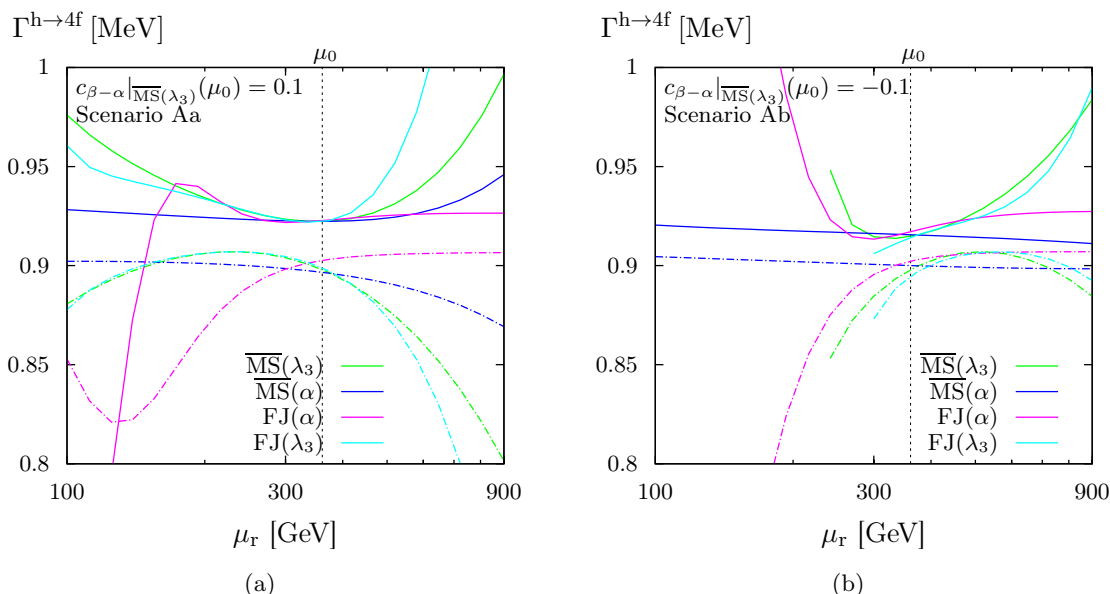 Γ^{h→4f} [MeV]
μ₀
1
c_{β−α}|_{\overline{MS}(λ₃)}(μ₀) = 0.1
Scenario Aa
0.95
0.9
0.85
0.8
\overline{MS}(λ₃)
\overline{MS}(α)
FJ(α)
FJ(λ₃)
100
300
900
μ_r [GeV]
(a)
Γ^{h→4f} [MeV]
μ₀
1
c_{β−α}|_{\overline{MS}(λ₃)}(μ₀) = −0.1
Scenario Ab
0.95
0.9
0.85
0.8
\overline{MS}(λ₃)
\overline{MS}(α)
FJ(α)
FJ(λ₃)
100
300
900
μ_r [GeV]
(b)